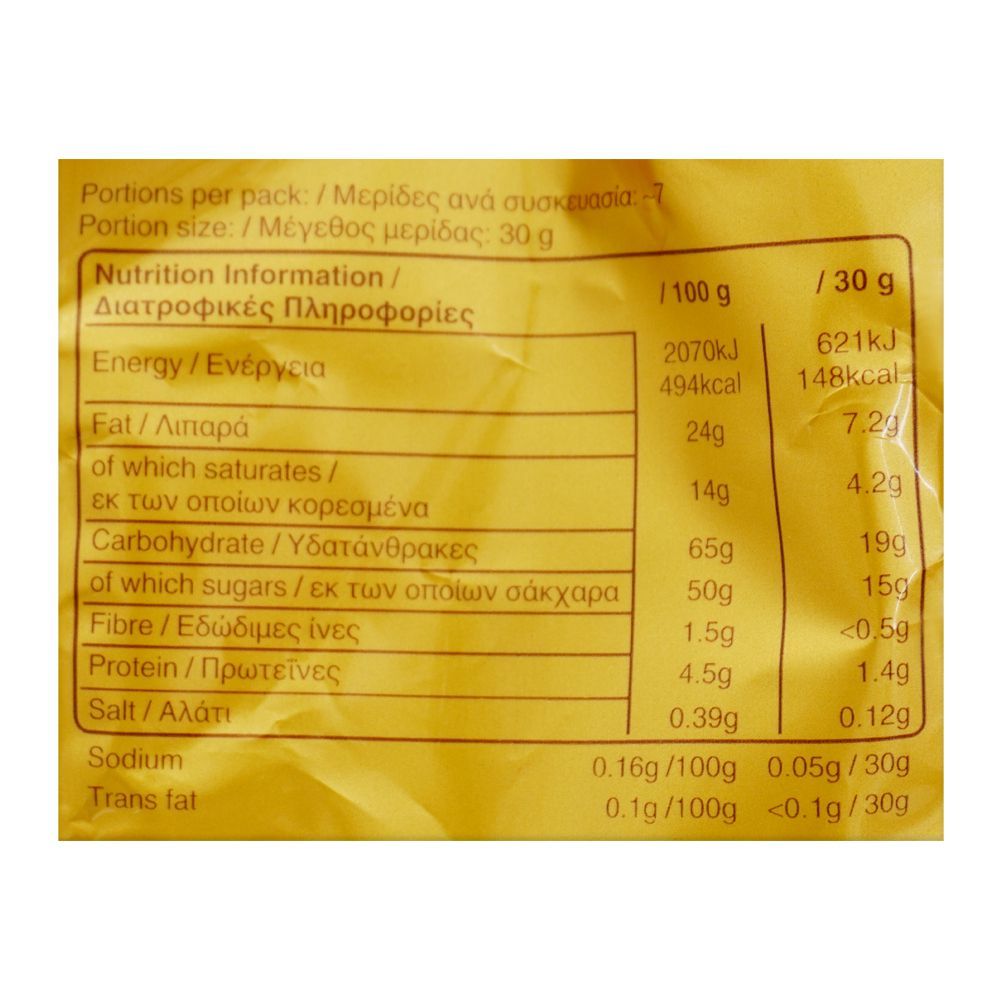 Portions per pack: / Μερίδες ανά συσκευασία: ~7
Portion size: / Μέγεθος μερίδας: 30 g
Nutrition Information /
Διατροφικές Πληροφορίες / 100 g / 30 g
Energy / Ενέργεια 2070kJ 621kJ
494kcal 148kcal
Fat / Λιπαρά 24g 7.2g
of which saturates /
εκ των οποίων κορεσμένα 14g 4.2g
Carbohydrate / Υδατάνθρακες 65g 19g
of which sugars / εκ των οποίων σάκχαρα 50g 15g
Fibre / Εδώδιμες ίνες 1.5g <0.5g
Protein / Πρωτεΐνες 4.5g 1.4g
Salt / Αλάτι 0.39g 0.12g
Sodium 0.16g /100g 0.05g / 30g
Trans fat 0.1g /100g <0.1g / 30g